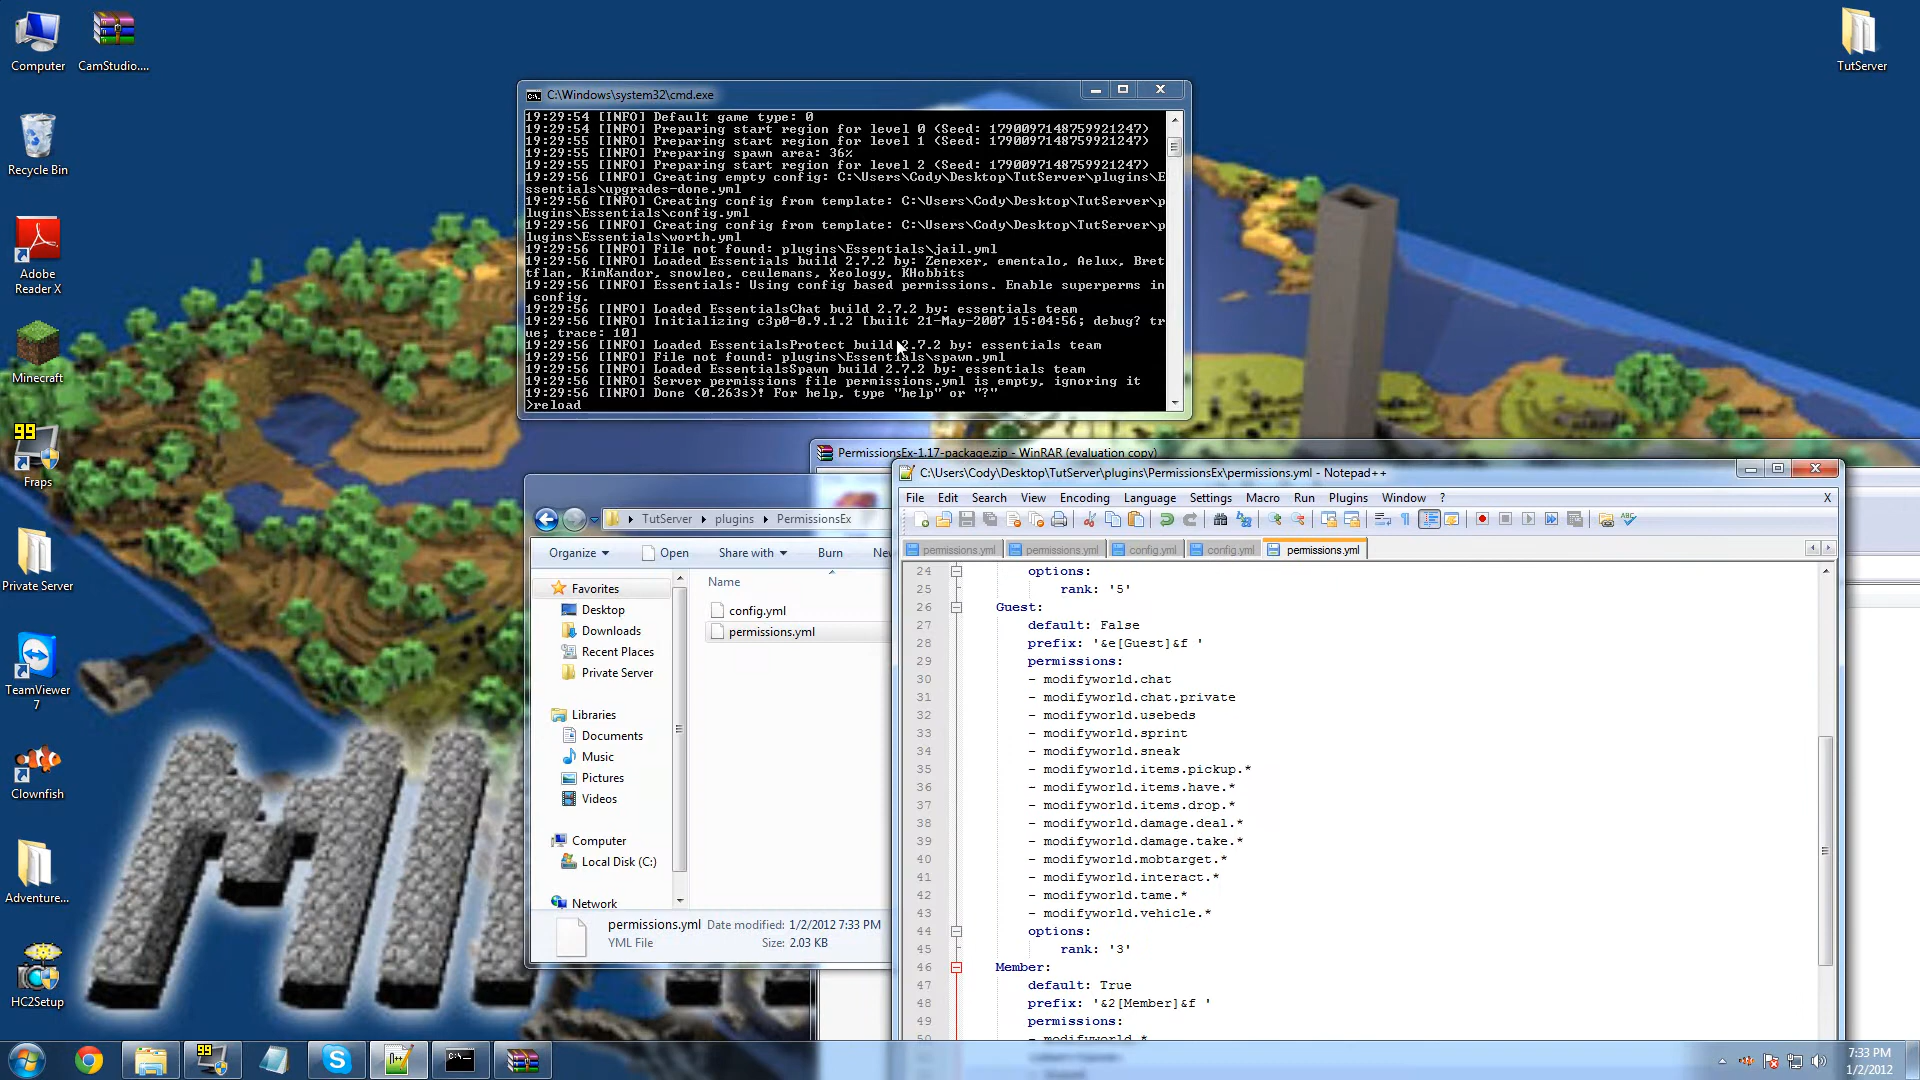 Computer
CamStudio....
TutServer
Recycle Bin
Adobe
Reader X
Minecraft
99
Fraps
Private Server
TeamViewer
7
Clownfish
Adventure...
HC2Setup
C:\Windows\system32\cmd.exe
19:29:54 [INFO] Default game type: 0
19:29:54 [INFO] Preparing start region for level 0 (Seed: 1790097148759921247)
19:29:55 [INFO] Preparing start region for level 1 (Seed: 1790097148759921247)
19:29:55 [INFO] Preparing spawn area: 36%
19:29:55 [INFO] Preparing start region for level 2 (Seed: 1790097148759921247)
19:29:56 [INFO] Creating empty config: C:\Users\Cody\Desktop\TutServer\plugins\E
ssentials\upgrades-done.yml
19:29:56 [INFO] Creating config from template: C:\Users\Cody\Desktop\TutServer\p
lugins\Essentials\config.yml
19:29:56 [INFO] Creating config from template: C:\Users\Cody\Desktop\TutServer\p
lugins\Essentials\worth.yml
19:29:56 [INFO] File not found: plugins\Essentials\jail.yml
19:29:56 [INFO] Loaded Essentials build 2.7.2 by: Zenexer, ementalo, Aelux, Bret
tflan, KimKandor, snowleo, ceulemans, Xeology, KHobbits
19:29:56 [INFO] Essentials: Using config based permissions. Enable superperms in
config.
19:29:56 [INFO] Loaded EssentialsChat build 2.7.2 by: essentials team
19:29:56 [INFO] Initializing c3p0-0.9.1.2 [built 21-May-2007 15:04:56; debug? tr
ue; trace: 10]
19:29:56 [INFO] Loaded EssentialsProtect build 2.7.2 by: essentials team
19:29:56 [INFO] File not found: plugins\Essentials\spawn.yml
19:29:56 [INFO] Loaded EssentialsSpawn build 2.7.2 by: essentials team
19:29:56 [INFO] Server permissions file permissions.yml is empty, ignoring it
19:29:56 [INFO] Done (0.263s)! For help, type "help" or "?"
>reload
PermissionsEx-1.17-package.zip - WinRAR (evaluation copy)
TutServer plugins PermissionsEx
Organize Open Share with Burn
Favorites
Desktop
Downloads
Recent Places
Private Server
Libraries
Documents
Music
Pictures
Videos
Computer
Local Disk (C:)
Network
Name
config.yml
permissions.yml
permissions.yml Date modified: 1/2/2012 7:33 PM
YML File Size: 2.03 KB
C:\Users\Cody\Desktop\TutServer\plugins\PermissionsEx\permissions.yml - Notepad++
File Edit Search View Encoding Language Settings Macro Run Plugins Window ? X
permissions.yml permissions.yml config.yml config.yml permissions.yml
24 options:
25 rank: '5'
26 Guest:
27 default: False
28 prefix: '&e[Guest]&f '
29 permissions:
30 - modifyworld.chat
31 - modifyworld.chat.private
32 - modifyworld.usebeds
33 - modifyworld.sprint
34 - modifyworld.sneak
35 - modifyworld.items.pickup.*
36 - modifyworld.items.have.*
37 - modifyworld.items.drop.*
38 - modifyworld.damage.deal.*
39 - modifyworld.damage.take.*
40 - modifyworld.mobtarget.*
41 - modifyworld.interact.*
42 - modifyworld.tame.*
43 - modifyworld.vehicle.*
44 options:
45 rank: '3'
46 Member:
47 default: True
48 prefix: '&2[Member]&f '
49 permissions:
99
7:33 PM
1/2/2012